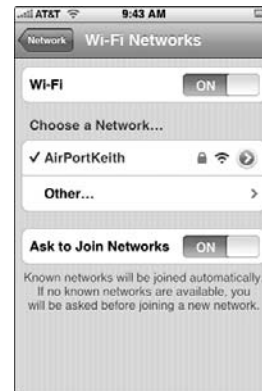 AT&T 9:43 AM
Network Wi-Fi Networks
Wi-Fi ON
Choose a Network...
✓ AirPortKeith
Other...
Ask to Join Networks ON
Known networks will be joined automatically
If no known networks are available, you
will be asked before joining a new network.